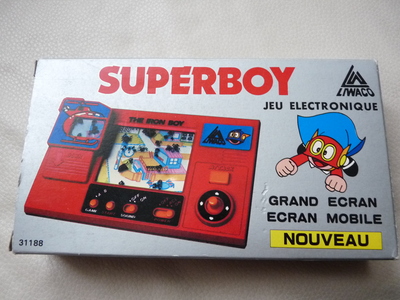 SUPERBOY
LIWACO
JEU ELECTRONIQUE
THE IRON BOY
GRAND ECRAN
ECRAN MOBILE
NOUVEAU
31188